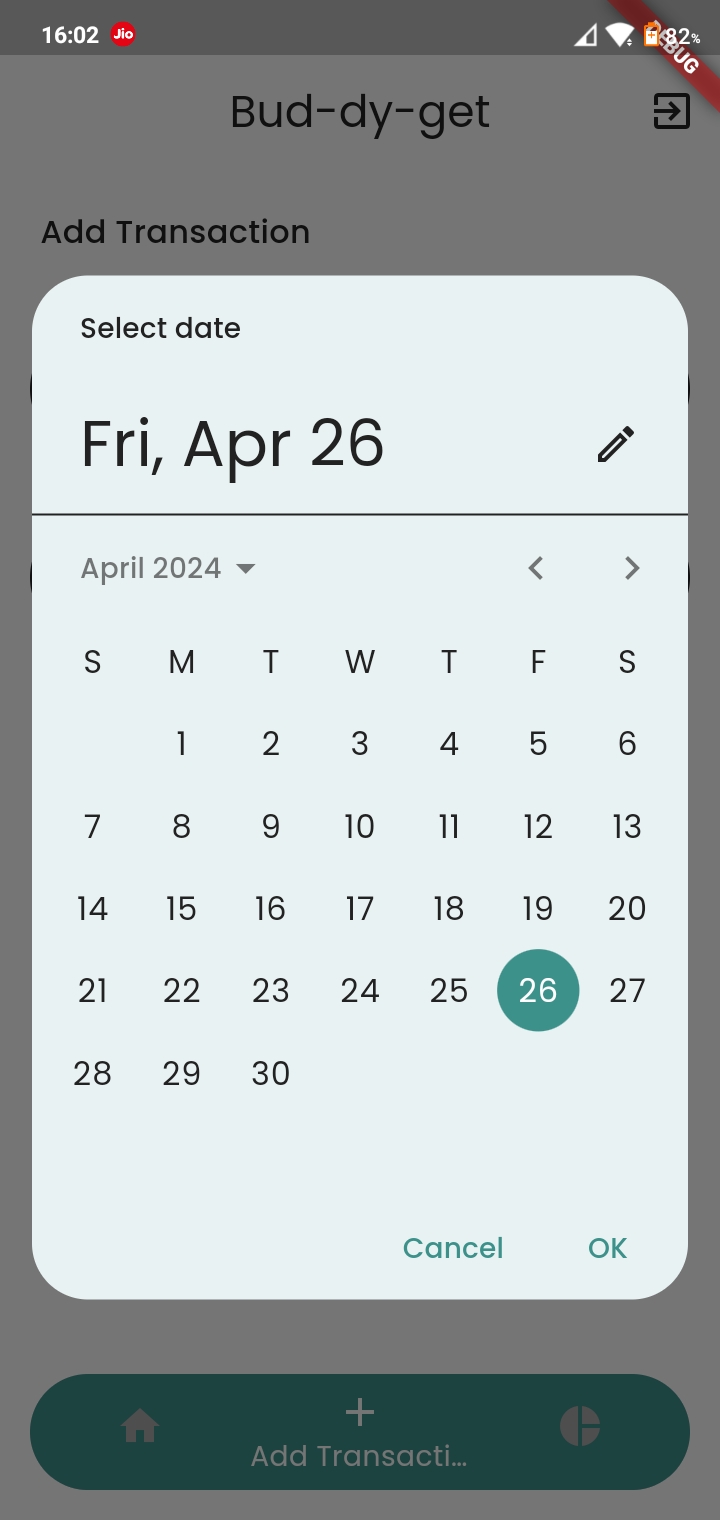 16:02 Jio 82%
DEBUG
Bud-dy-get
Add Transaction
Select date
Fri, Apr 26
April 2024
S M T W T F S
1 2 3 4 5 6
7 8 9 10 11 12 13
14 15 16 17 18 19 20
21 22 23 24 25 26 27
28 29 30
Cancel OK
Add Transacti...